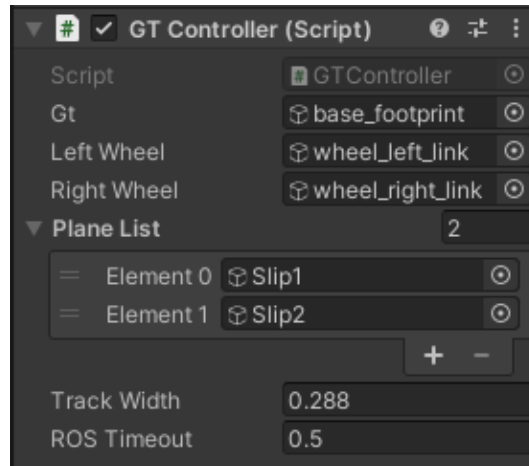 GT Controller (Script)
Script GTController
Gt base_footprint
Left Wheel wheel_left_link
Right Wheel wheel_right_link
Plane List 2
Element 0 Slip1
Element 1 Slip2
+ −
Track Width 0.288
ROS Timeout 0.5